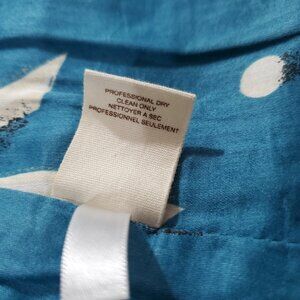 PROFESSIONAL DRY
CLEAN ONLY
NETTOYER A SEC
PROFESSIONNEL SEULEMENT